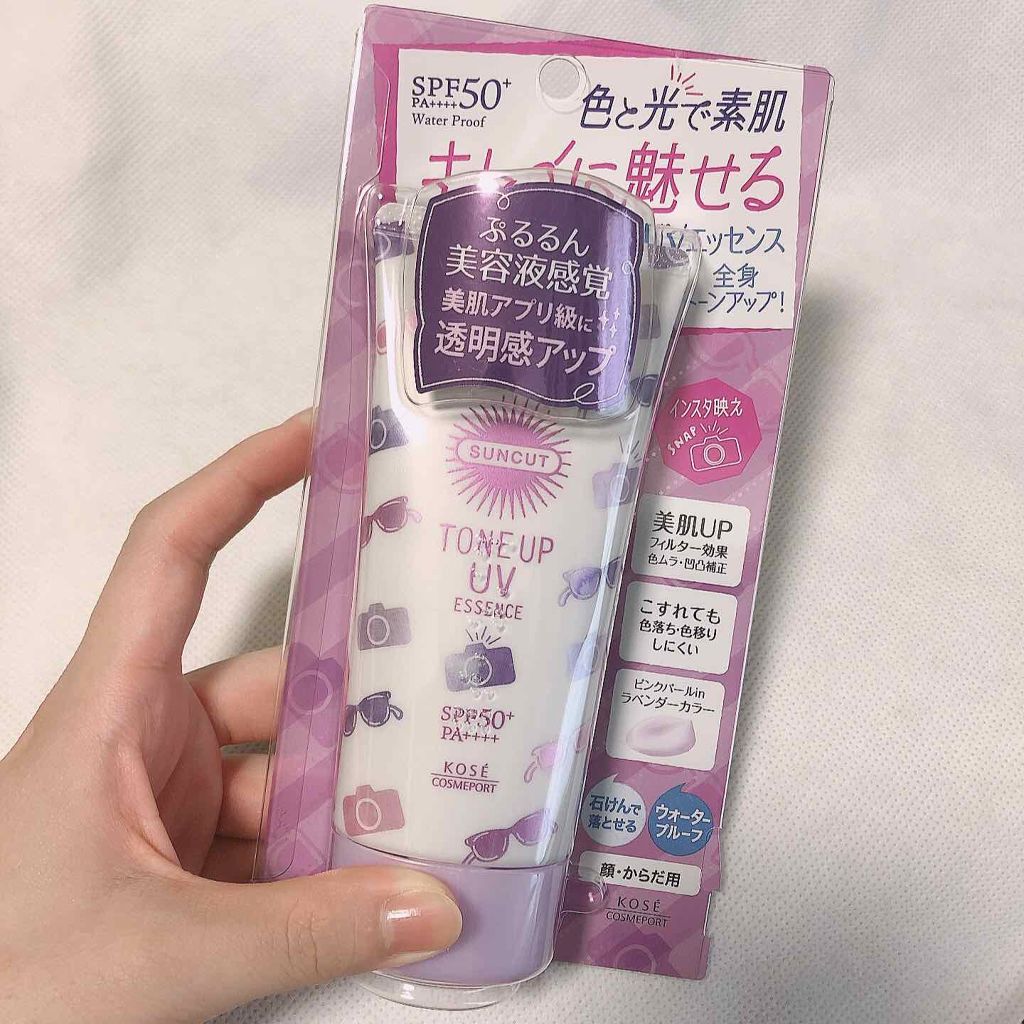 SPF50+
PA++++
Water Proof
色と光で素肌
キレイに魅せる
UVエッセンス
全身
トーンアップ!
ぷるるん
美容液感覚
美肌アプリ級に
透明感アップ
インスタ映え
SNAP
SUNCUT
TONE UP
UV
ESSENCE
SPF50+
PA++++
KOSÉ
COSMEPORT
美肌UP
フィルター効果
色ムラ・凹凸補正
こすれても
色落ち・色移り
しにくい
ピンクパールin
ラベンダーカラー
石けんで
落とせる
ウォーター
プルーフ
顔・からだ用
KOSÉ
COSMEPORT